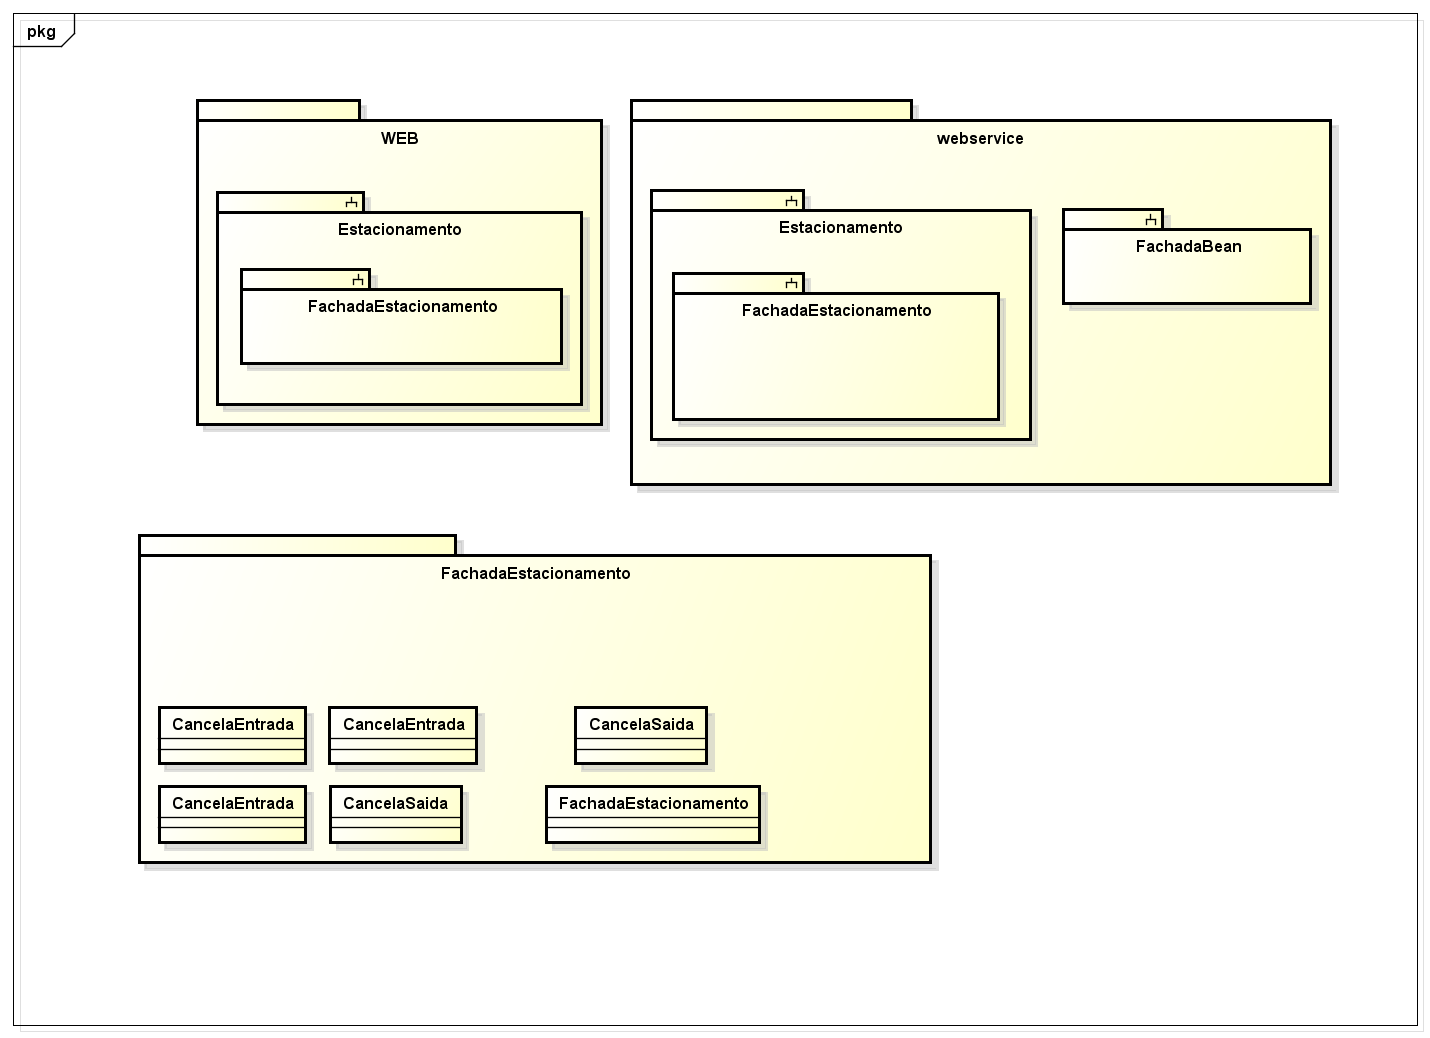 pkg
WEB
Estacionamento
FachadaEstacionamento
webservice
Estacionamento
FachadaEstacionamento
FachadaBean
FachadaEstacionamento
CancelaEntrada
CancelaEntrada
CancelaSaida
CancelaEntrada
CancelaSaida
FachadaEstacionamento